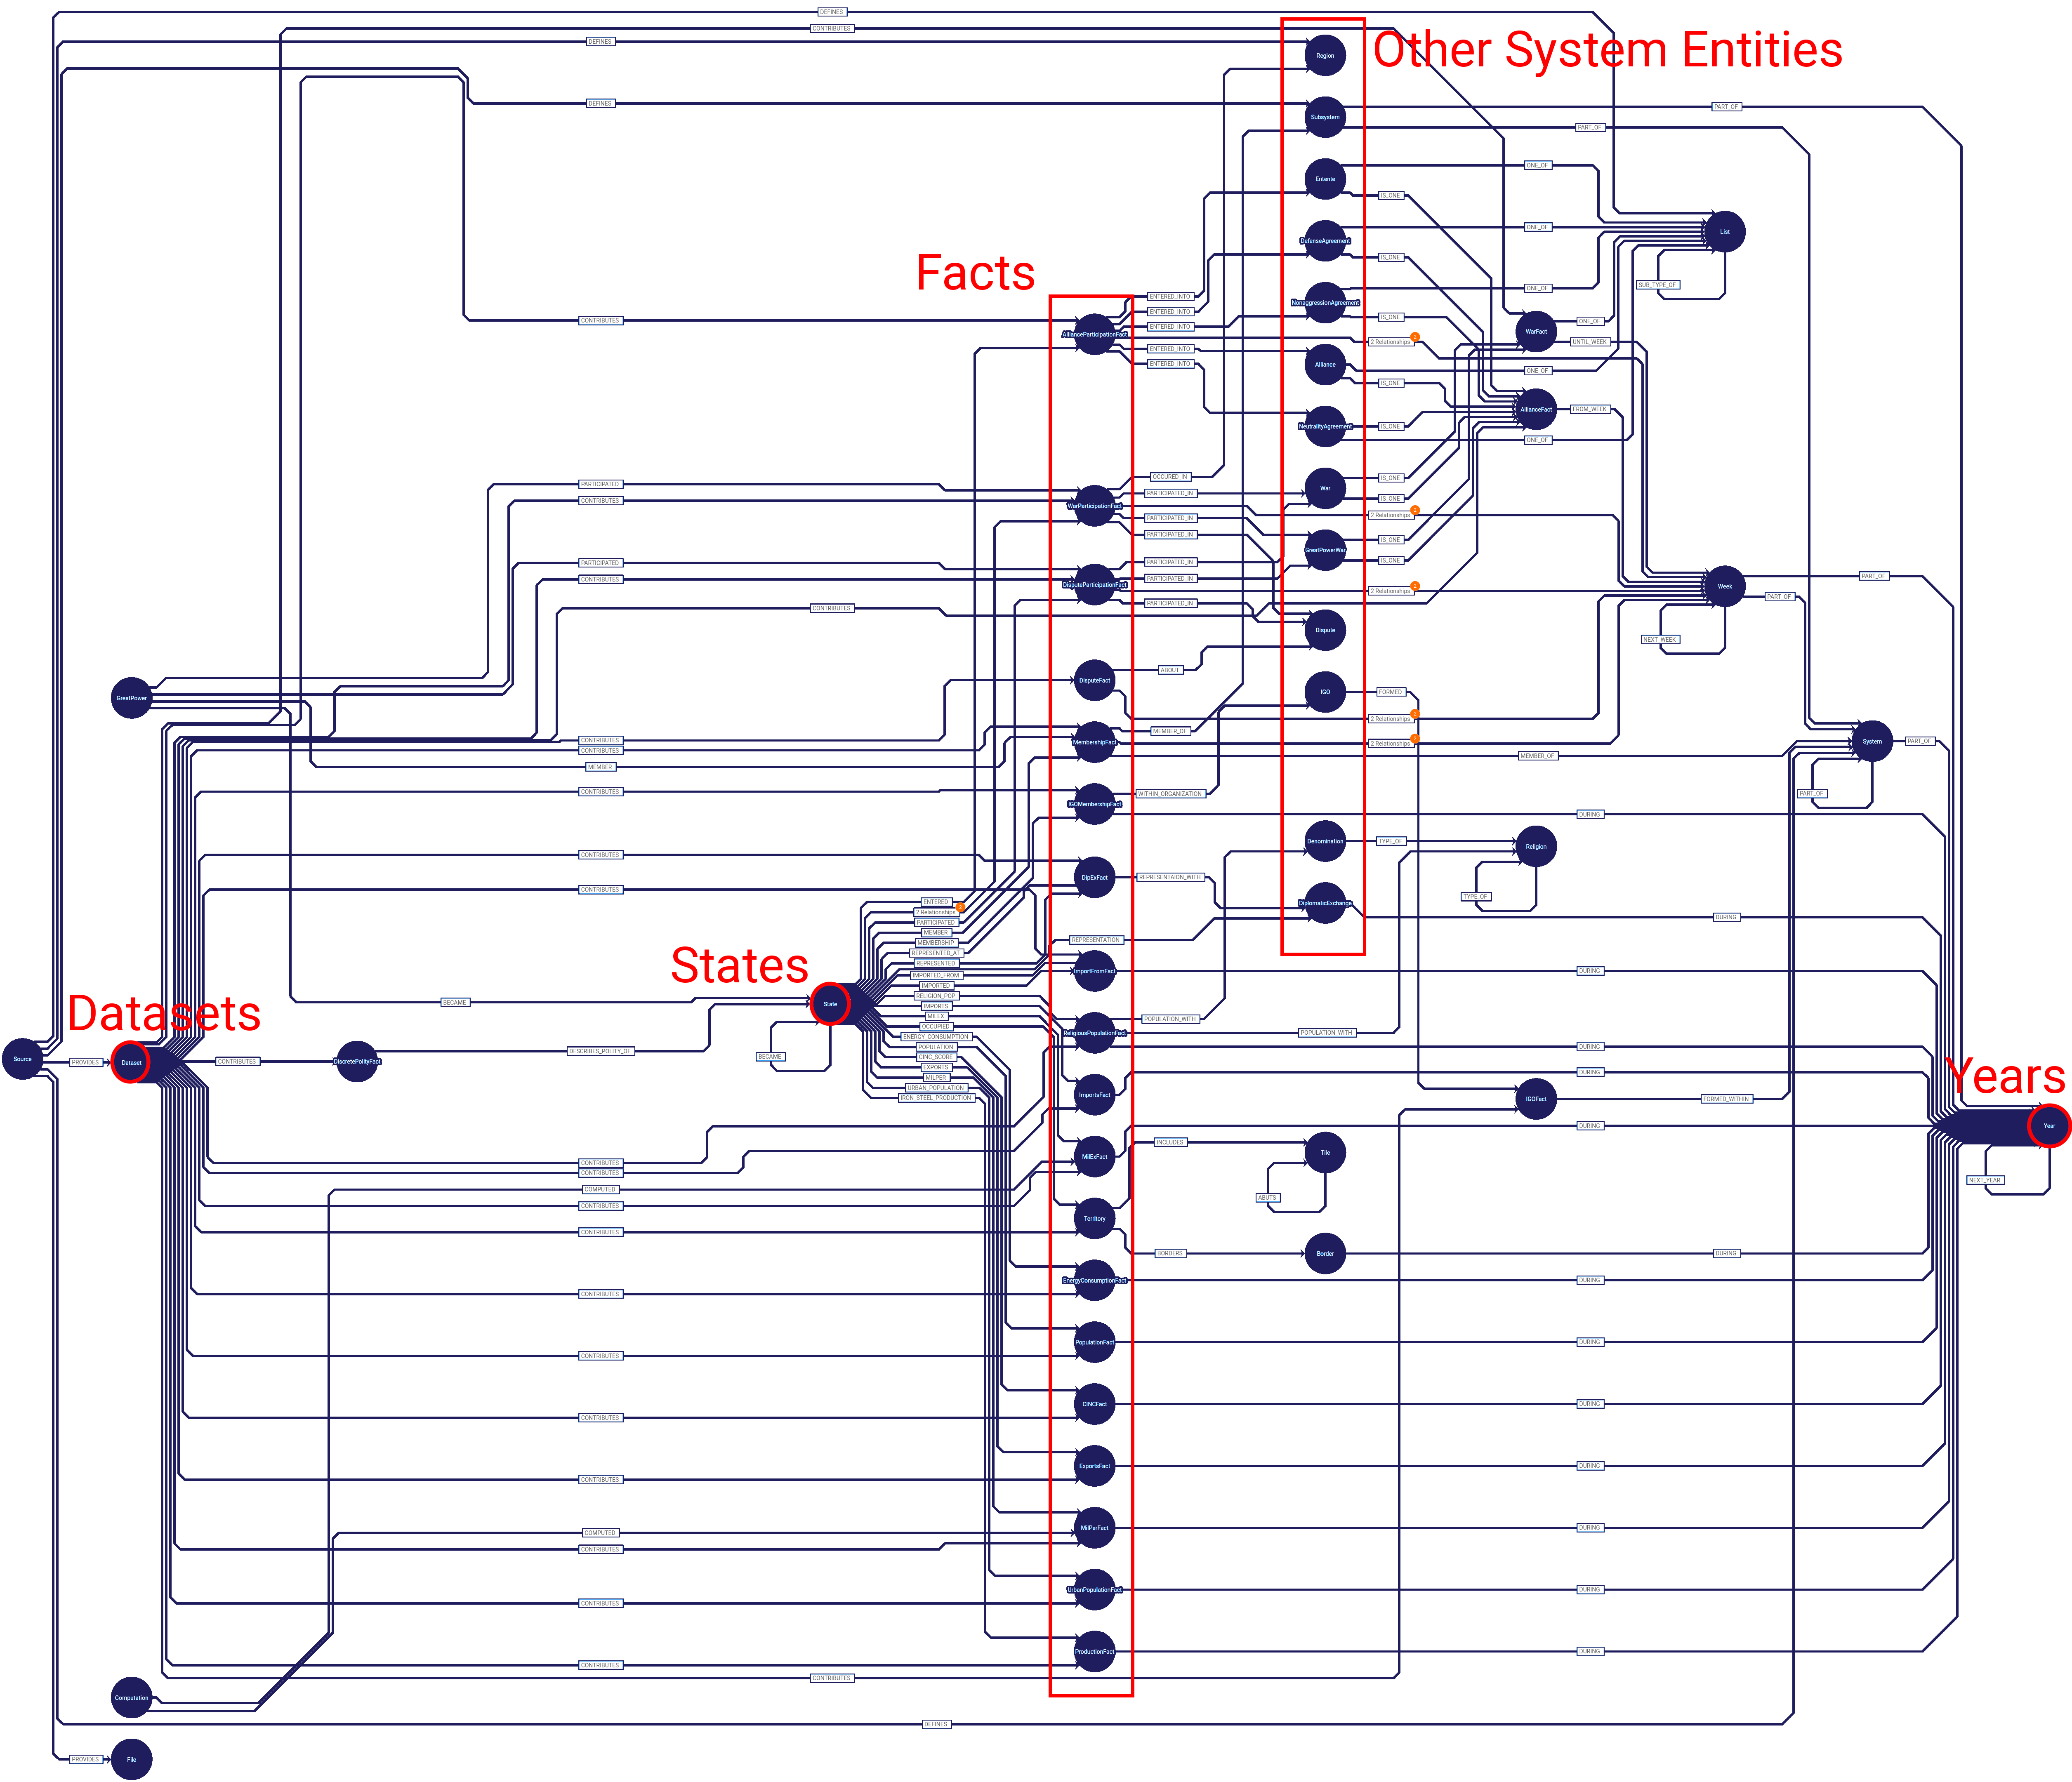 DEFINES
CONTRIBUTES
DEFINES
Other System Entities
Region
DEFINES
PART_OF
Subsystem
PART_OF
ONE_OF
Entente
IS_ONE
ONE_OF
List
DefenseAgreement
IS_ONE
Facts
SUB_TYPE_OF
ENTERED_INTO
ONE_OF
NonaggressionAgreement
ENTERED_INTO
IS_ONE
CONTRIBUTES
ONE_OF
ENTERED_INTO
WarFact
AllianceParticipationFact
2 Relationships
2
UNTIL_WEEK
ENTERED_INTO
ENTERED_INTO
Alliance
ONE_OF
IS_ONE
AllianceFact
FROM_WEEK
NeutralityAgreement
IS_ONE
ONE_OF
OCCURED_IN
IS_ONE
PARTICIPATED
War
PARTICIPATED_IN
CONTRIBUTES
IS_ONE
WarParticipationFact
2 Relationships
2
PARTICIPATED_IN
PARTICIPATED_IN
IS_ONE
GreatPowerWar
PARTICIPATED
PARTICIPATED_IN
IS_ONE
CONTRIBUTES
PARTICIPATED_IN
PART_OF
DisputeParticipationFact
2 Relationships
2
Week
PART_OF
PARTICIPATED_IN
CONTRIBUTES
Dispute
NEXT_WEEK
ABOUT
DisputeFact
GreatPower
IGO
FORMED
2 Relationships
2
MEMBER_OF
CONTRIBUTES
MembershipFact
2 Relationships
2
System
PART_OF
CONTRIBUTES
MEMBER_OF
MEMBER
CONTRIBUTES
WITHIN_ORGANIZATION
PART_OF
IGOMembershipFact
DURING
Denomination
TYPE_OF
Religion
CONTRIBUTES
DipExFact
REPRESENTAION_WITH
CONTRIBUTES
TYPE_OF
ENTERED
DiplomaticExchange
2 Relationships
2
DURING
PARTICIPATED
MEMBER
MEMBERSHIP
REPRESENTATION
REPRESENTED_AT
States
REPRESENTED
ImportFromFact
DURING
IMPORTED_FROM
IMPORTED
RELIGION_POP
BECAME
State
IMPORTS
Datasets
MILEX
POPULATION_WITH
OCCUPIED
ReligiousPopulationFact
POPULATION_WITH
ENERGY_CONSUMPTION
POPULATION
DURING
DESCRIBES_POLITY_OF
BECAME
CINC_SCORE
Source
PROVIDES
Dataset
CONTRIBUTES
DiscretePolityFact
EXPORTS
DURING
Years
MILPER
URBAN_POPULATION
IRON_STEEL_PRODUCTION
ImportsFact
IGOFact
FORMED_WITHIN
DURING
Year
INCLUDES
Tile
MilExFact
CONTRIBUTES
CONTRIBUTES
NEXT_YEAR
COMPUTED
ABUTS
CONTRIBUTES
Territory
CONTRIBUTES
BORDERS
Border
DURING
EnergyConsumptionFact
DURING
CONTRIBUTES
PopulationFact
DURING
CONTRIBUTES
CINCFact
DURING
CONTRIBUTES
ExportsFact
DURING
CONTRIBUTES
MilPerFact
DURING
COMPUTED
CONTRIBUTES
UrbanPopulationFact
DURING
CONTRIBUTES
ProductionFact
DURING
CONTRIBUTES
CONTRIBUTES
Computation
DEFINES
PROVIDES
File